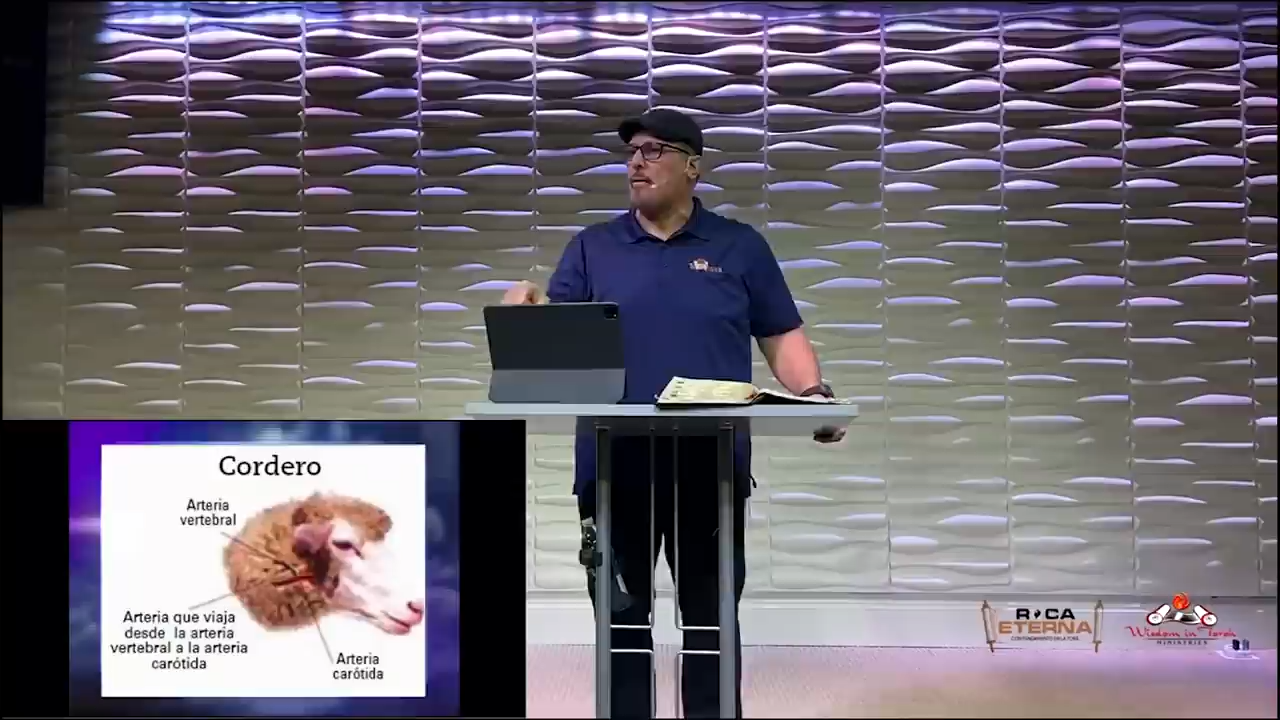 Cordero
Arteria
vertebral
Arteria que viaja
desde la arteria
vertebral a la arteria
carótida
Arteria
carótida
ROCA
ETERNA
Wisdom in Torah
MINISTRIES